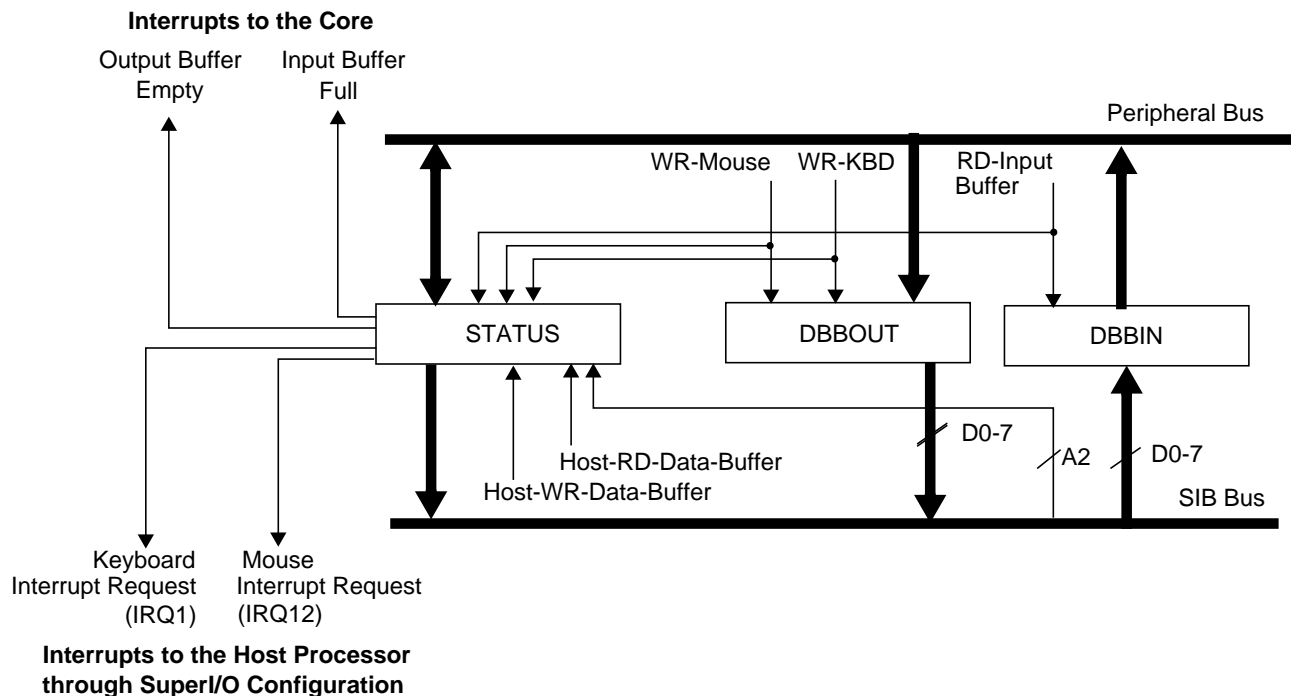 Interrupts to the Core
Output Buffer
Empty
Input Buffer
Full
Peripheral Bus
WR-Mouse
WR-KBD
RD-Input
Buffer
STATUS
DBBOUT
DBBIN
D0-7
A2
D0-7
Host-RD-Data-Buffer
Host-WR-Data-Buffer
SIB Bus
Keyboard
Interrupt Request
(IRQ1)
Mouse
Interrupt Request
(IRQ12)
Interrupts to the Host Processor
through SuperI/O Configuration